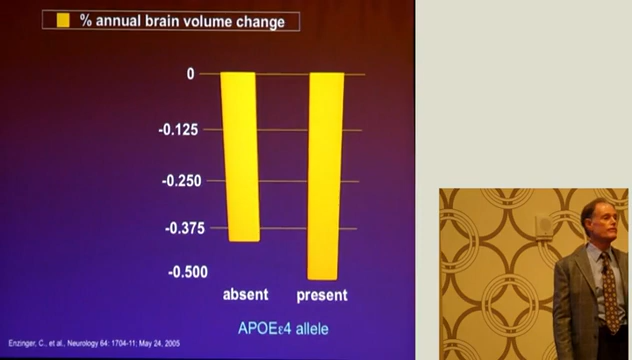 % annual brain volume change
0
-0.125
-0.250
-0.375
-0.500
absent present
APOEε4 allele
Enzinger, C., et al., Neurology 64: 1704-11; May 24, 2005